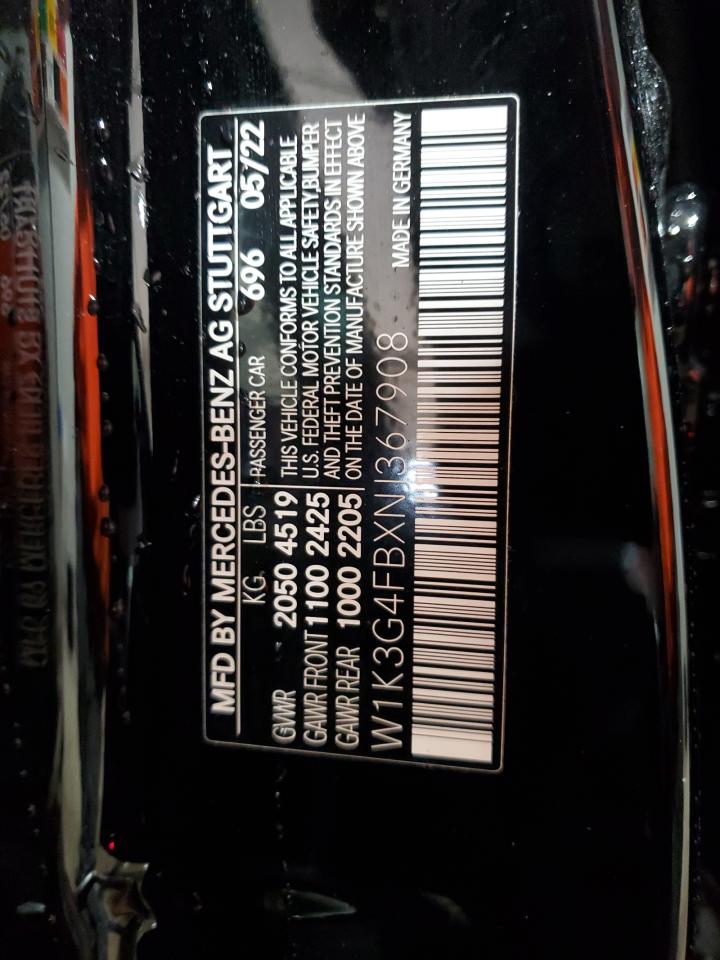 MFD BY MERCEDES-BENZ AG STUTTGART
KG LBS
GVWR 2050 4519
GAWR FRONT 1100 2425
GAWR REAR 1000 2205
PASSENGER CAR 696 05/22
THIS VEHICLE CONFORMS TO ALL APPLICABLE
U.S. FEDERAL MOTOR VEHICLE SAFETY,BUMPER
AND THEFT PREVENTION STANDARDS IN EFFECT
ON THE DATE OF MANUFACTURE SHOWN ABOVE
W1K3G4FBXNJ367908 MADE IN GERMANY